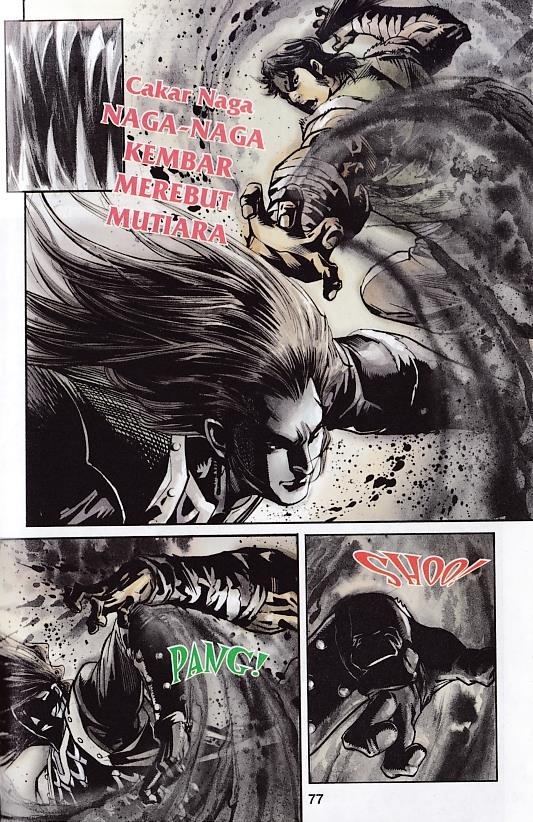 Cakar Naga
NAGA-NAGA
KEMBAR
MEREBUT
MUTIARA
PANG!
SHOO!
77